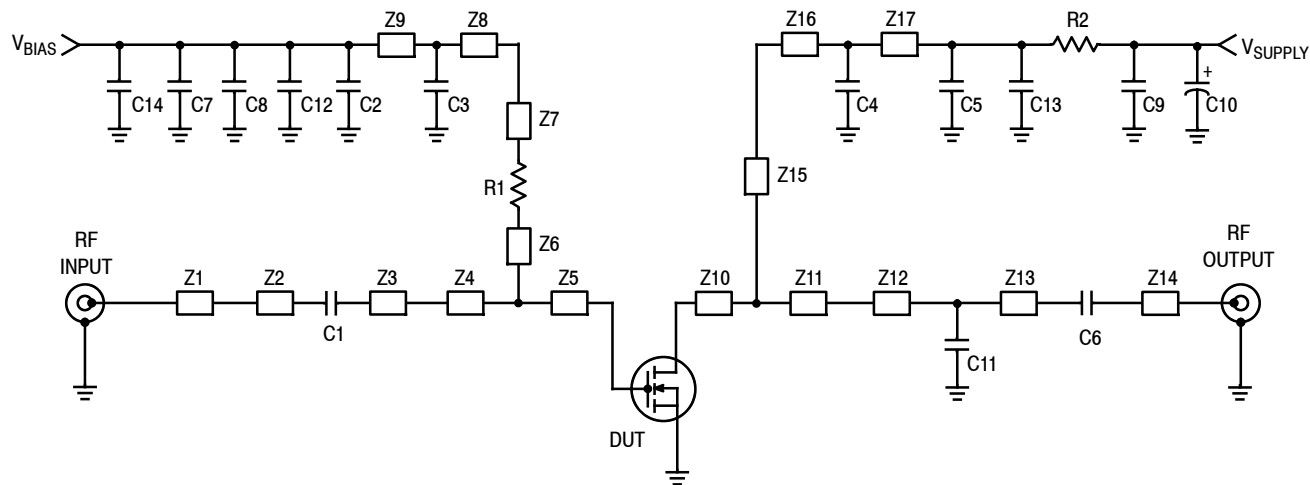 Z9 Z8
Z16 Z17 R2
VBIAS
VSUPPLY
C14 C7 C8 C12 C2 C3
C4 C5 C13 C9 + C10
Z7
Z15
R1
Z6
RF
INPUT
RF
OUTPUT
Z1 Z2 Z3 Z4 Z5
Z10 Z11 Z12 Z13 Z14
C1
C6
C11
DUT